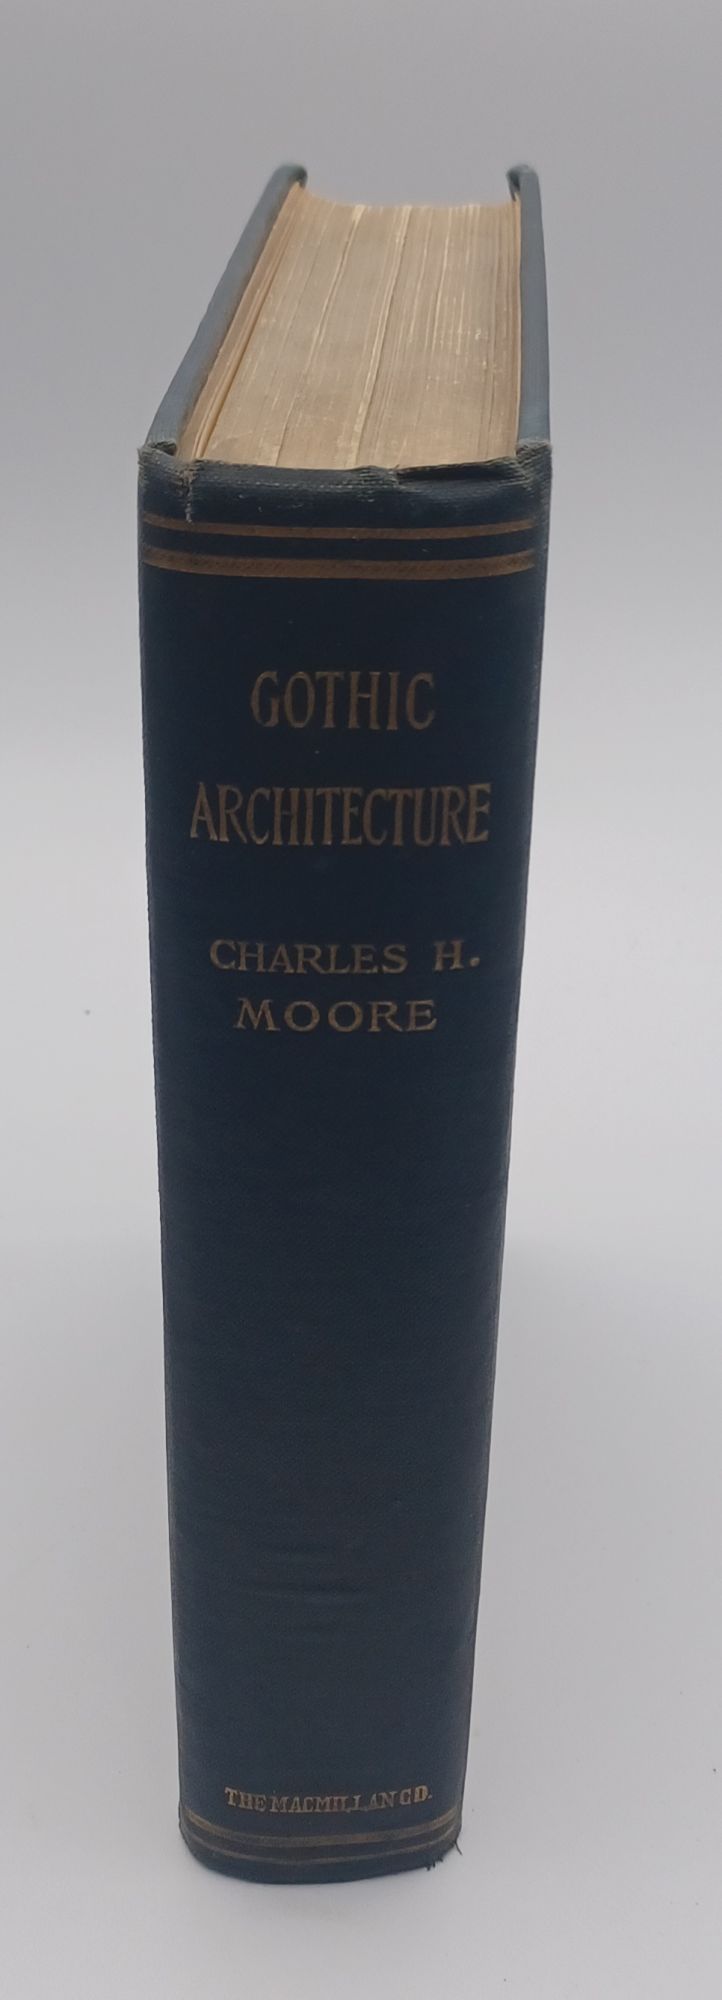 GOTHIC
ARCHITECTURE
CHARLES H.
MOORE
THE MACMILLAN CO.